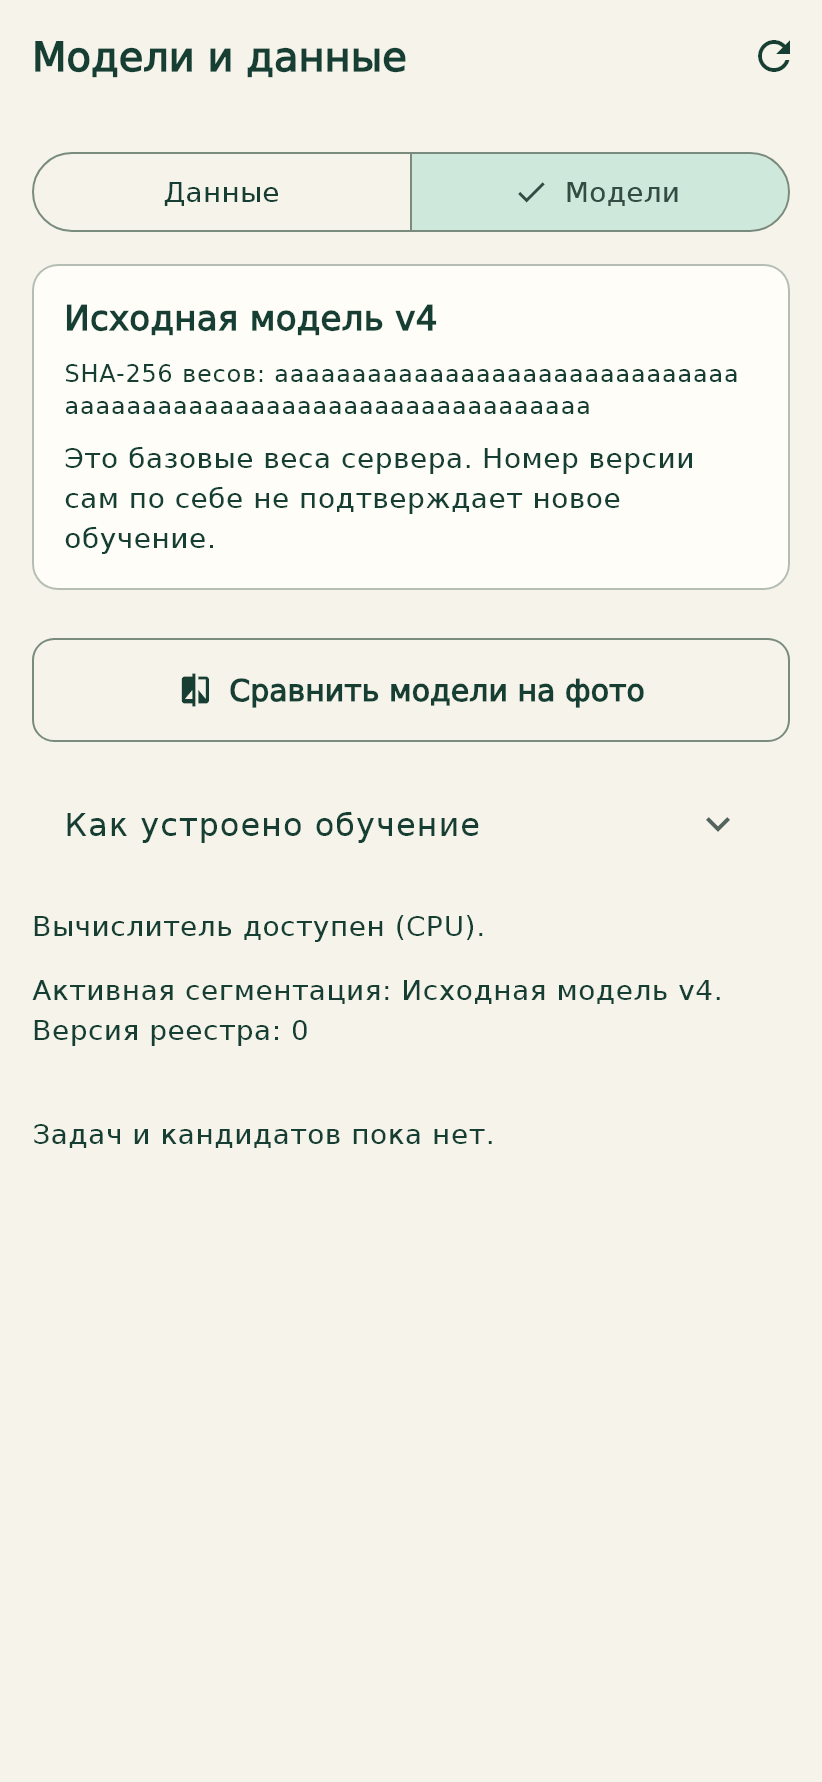 Модели и данные
Данные
Модели
Исходная модель v4
SHA-256 весов: aaaaaaaaaaaaaaaaaaaaaaaaaaaaaa
aaaaaaaaaaaaaaaaaaaaaaaaaaaaaaaaaa
Это базовые веса сервера. Номер версии
сам по себе не подтверждает новое
обучение.
Сравнить модели на фото
Как устроено обучение
Вычислитель доступен (CPU).
Активная сегментация: Исходная модель v4.
Версия реестра: 0
Задач и кандидатов пока нет.